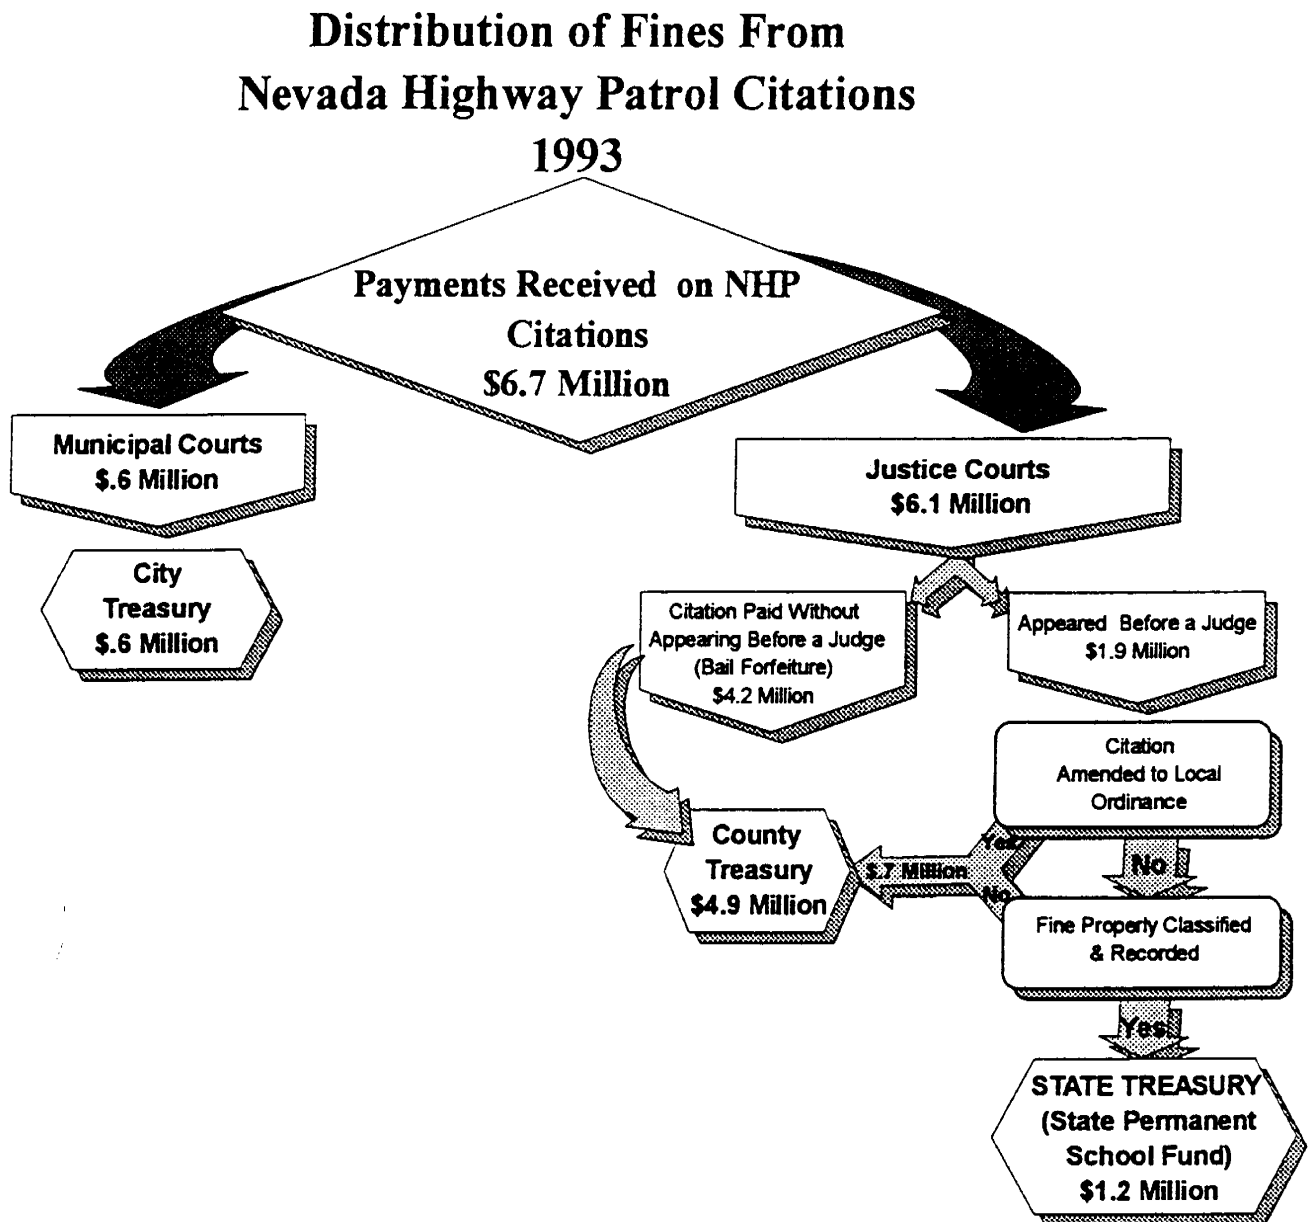 Distribution of Fines From
Nevada Highway Patrol Citations
1993
Payments Received on NHP
Citations
$6.7 Million
Municipal Courts
$.6 Million
City
Treasury
$.6 Million
Justice Courts
$6.1 Million
Citation Paid Without
Appearing Before a Judge
(Bail Forfeiture)
$4.2 Million
Appeared Before a Judge
$1.9 Million
Citation
Amended to Local
Ordinance
County
Treasury
$4.9 Million
$.7 Million
Yes
No
No
Fine Properly Classified
& Recorded
Yes
STATE TREASURY
(State Permanent
School Fund)
$1.2 Million